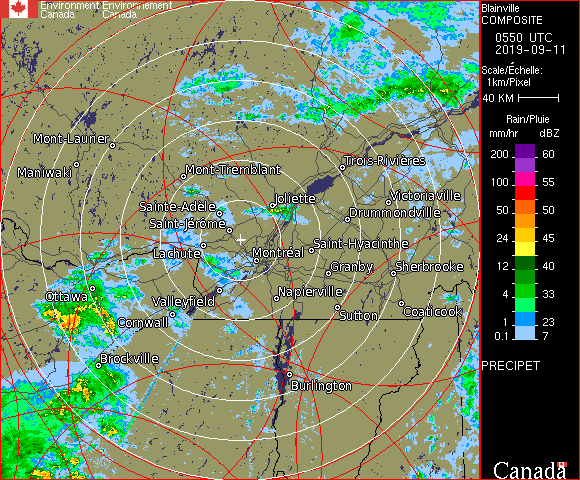 Environment Environnement
Canada Canada
Mont-Laurier
Maniwaki
Mont-Tremblant
Trois-Rivières
Sainte-Adèle
Joliette
Victoriaville
Drummondville
Saint-Jérôme
Lachute
Montréal
Saint-Hyacinthe
Granby
Sherbrooke
Ottawa
Valleyfield
Napierville
Cornwall
Sutton
Coaticook
Brockville
Burlington
Blainville
COMPOSITE
0550 UTC
2019-09-11
Scale/Échelle:
1km/Pixel
40 KM
Rain/Pluie
mm/hr dBZ
200 60
100 55
50 50
24 45
12 40
4 33
1 23
0.1 7
PRECIPET
Canada